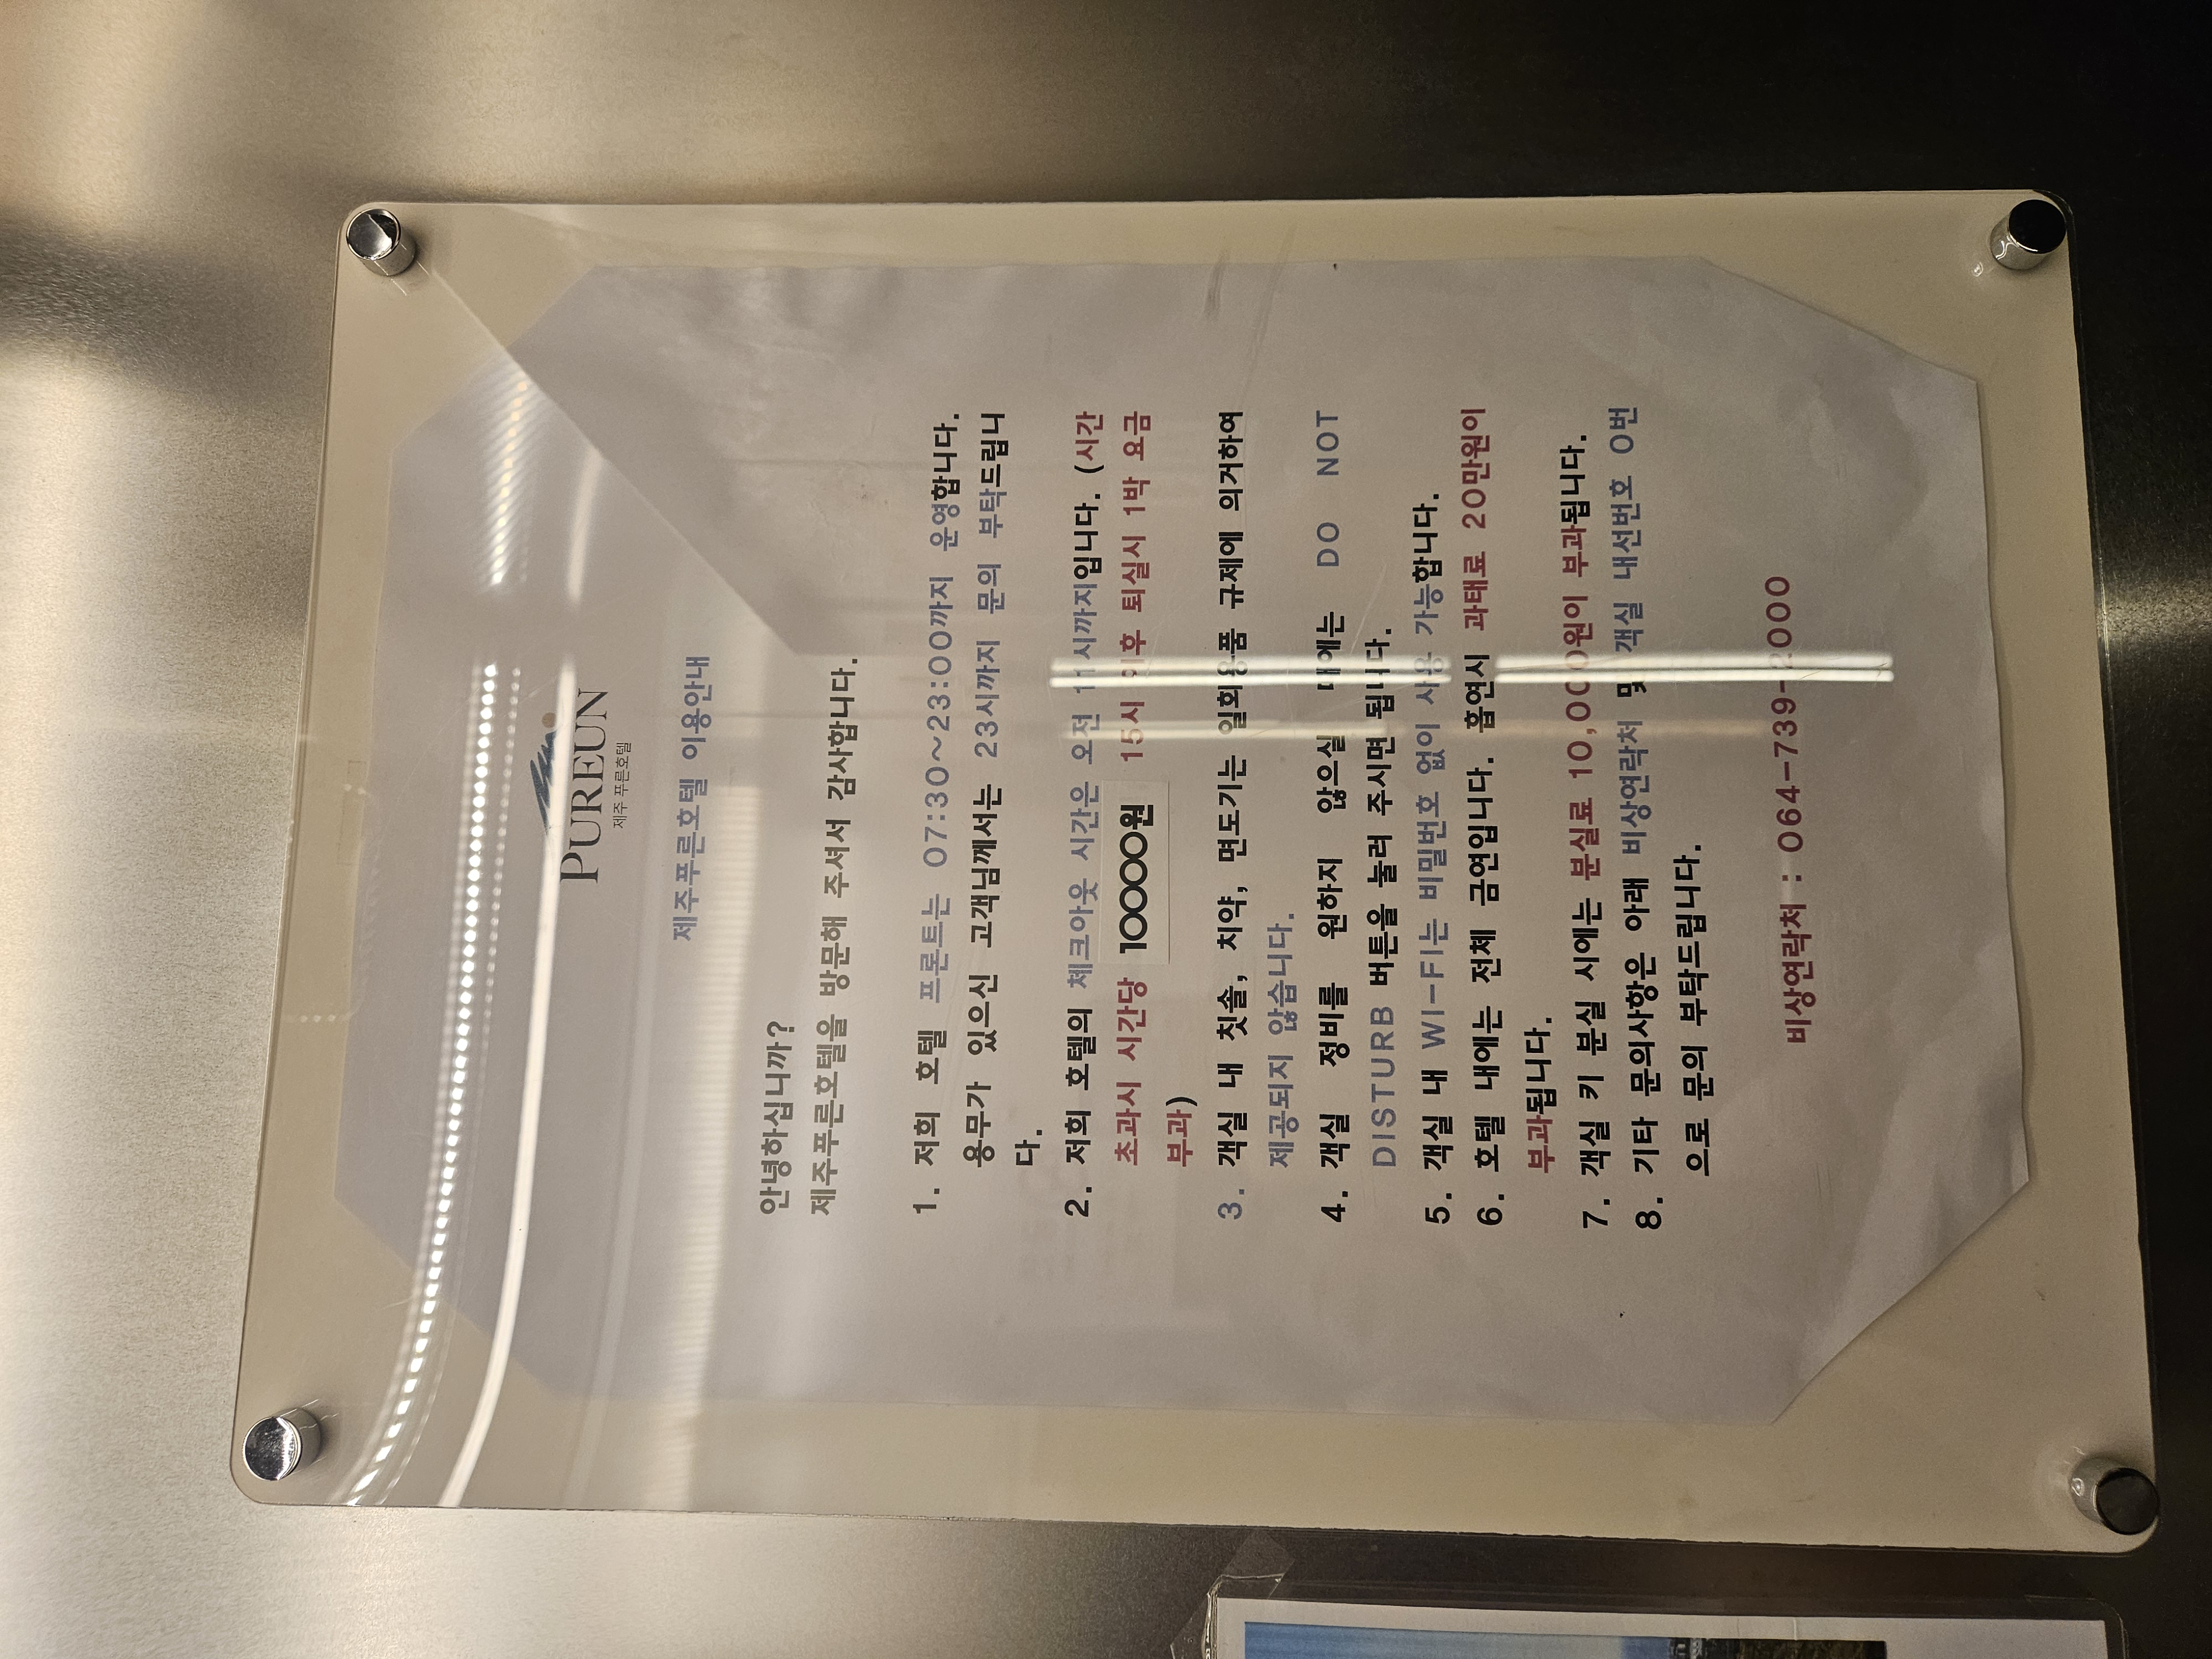 PUREUN
제주 푸른호텔
제주푸른호텔 이용안내
안녕하십니까?
제주푸른호텔을 방문해 주셔서 감사합니다.
1. 저희 호텔 프론트는 07:30~23:00까지 운영합니다.
용무가 있으신 고객님께서는 23시까지 문의 부탁드립니
다.
2. 저희 호텔의 체크아웃 시간은 오전 11시까지입니다. (시간
초과시 시간당 10000원 15시 이후 퇴실시 1박 요금
부과)
3. 객실 내 칫솔, 치약, 면도기는 일회용품 규제에 의거하여
제공되지 않습니다.
4. 객실 정비를 원하지 않으실 때에는 DO NOT
DISTURB 버튼을 눌러 주시면 됩니다.
5. 객실 내 WI-FI는 비밀번호 없이 사용 가능합니다.
6. 호텔 내에는 전체 금연입니다. 흡연시 과태료 20만원이
부과됩니다.
7. 객실 키 분실 시에는 분실료 10,000원이 부과됩니다.
8. 기타 문의사항은 아래 비상연락처 및 객실 내선번호 0번
으로 문의 부탁드립니다.
비상연락처 : 064-739-2000